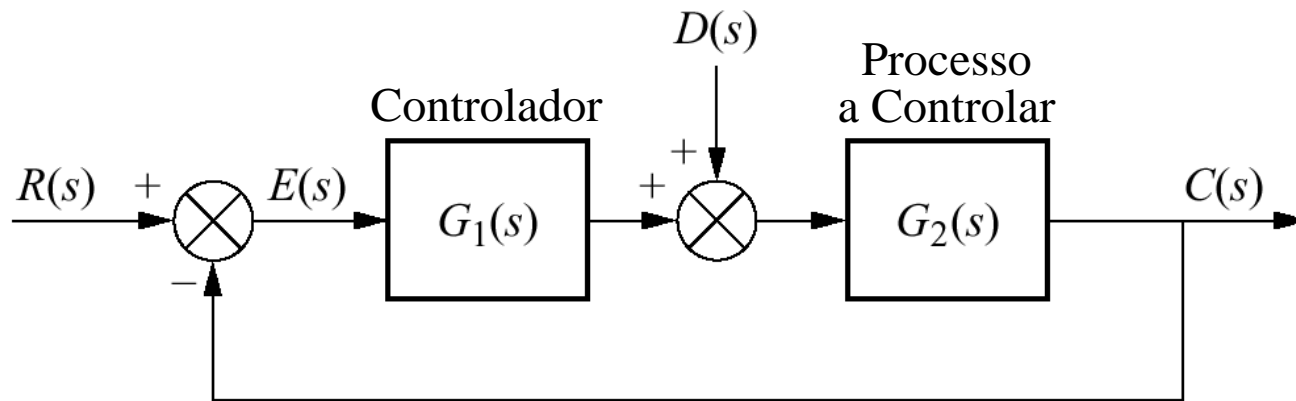 D(s)
Processo
a Controlar
Controlador
R(s)
+
E(s)
G₁(s)
+
+
G₂(s)
C(s)
−